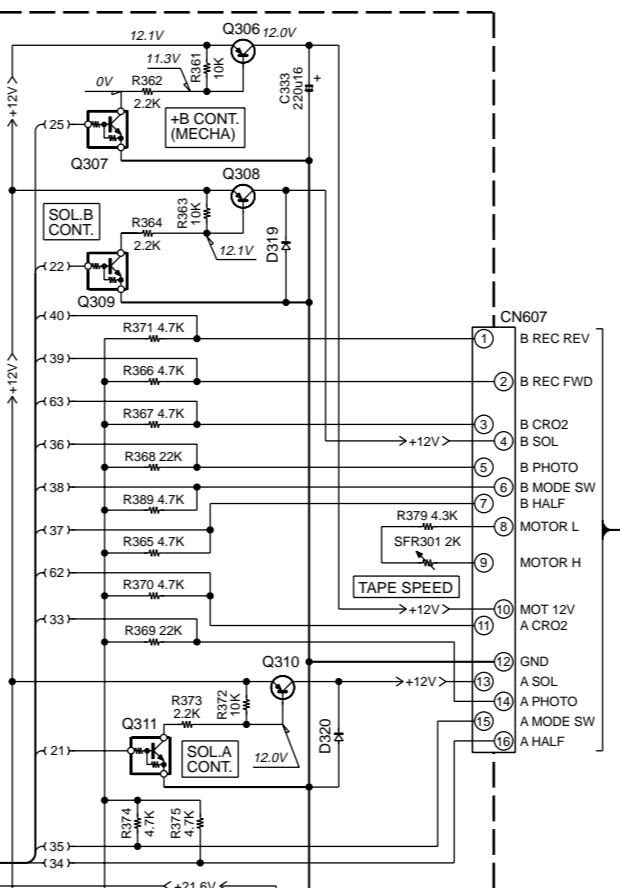 12.1V
Q306
12.0V
11.3V
R361
10K
0V
R362
2.2K
C333
220u16
+
+12V
25
+B CONT.
(MECHA)
Q307
Q308
SOL.B
CONT.
R363
10K
R364
2.2K
12.1V
D319
22
Q309
40
CN607
R371 4.7K
1
B REC REV
39
+12V
R366 4.7K
2
B REC FWD
63
R367 4.7K
3
B CRO2
36
+12V
4
B SOL
R368 22K
5
B PHOTO
38
6
B MODE SW
R389 4.7K
7
B HALF
37
R379 4.3K
8
MOTOR L
R365 4.7K
SFR301 2K
9
MOTOR H
62
R370 4.7K
TAPE SPEED
+12V
10
MOT 12V
33
11
A CRO2
R369 22K
12
GND
Q310
+12V
13
A SOL
R373
2.2K
R372
10K
14
A PHOTO
Q311
15
A MODE SW
21
SOL.A
CONT.
12.0V
D320
16
A HALF
R374
4.7K
R375
4.7K
35
34
+21.6V